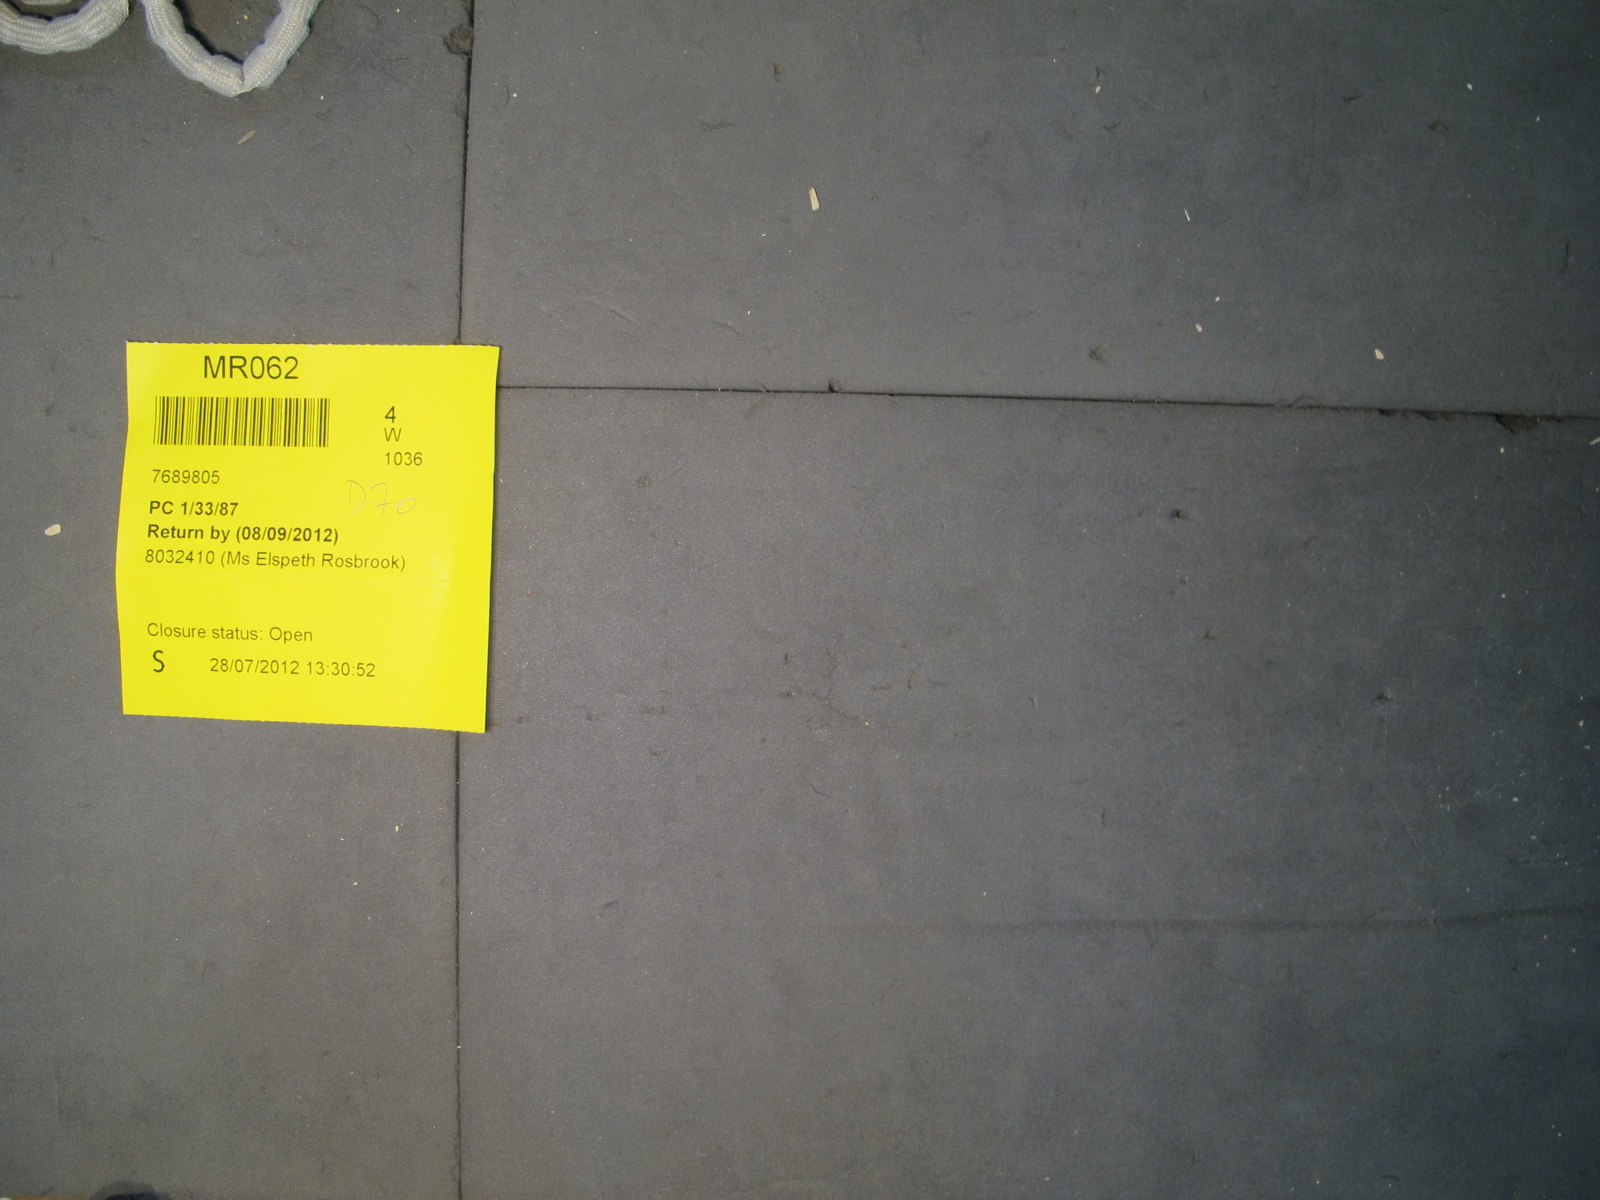 MR062
4
W
1036
7689805
D70
PC 1/33/87
Return by (08/09/2012)
8032410 (Ms Elspeth Rosbrook)
Closure status: Open
S 28/07/2012 13:30:52